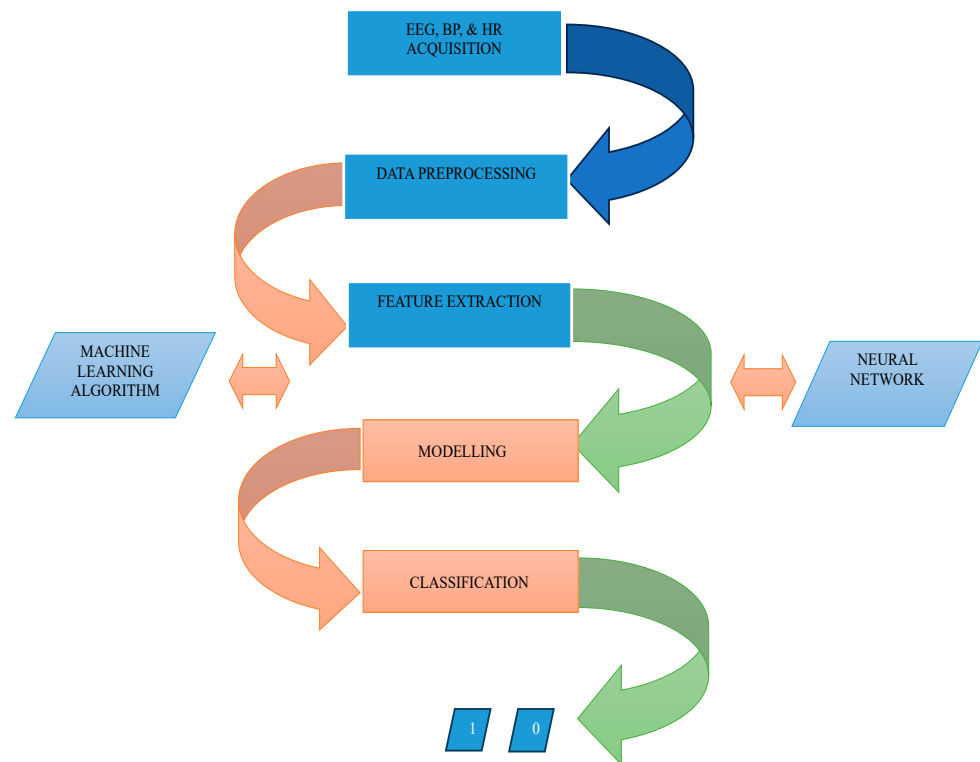 EEG, BP, & HR
ACQUISITION
DATA PREPROCESSING
FEATURE EXTRACTION
MACHINE
LEARNING
ALGORITHM
NEURAL
NETWORK
MODELLING
CLASSIFICATION
1 0